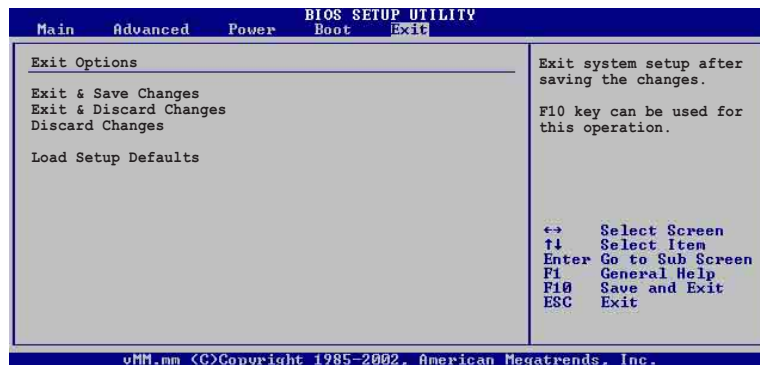 BIOS SETUP UTILITY
Main Advanced Power Boot Exit
Exit Options
Exit & Save Changes
Exit & Discard Changes
Discard Changes
Load Setup Defaults
Exit system setup after
saving the changes.
F10 key can be used for
this operation.
↔ Select Screen
↑↓ Select Item
Enter Go to Sub Screen
F1 General Help
F10 Save and Exit
ESC Exit
vMM.mm (C)Copyright 1985-2002, American Megatrends, Inc.